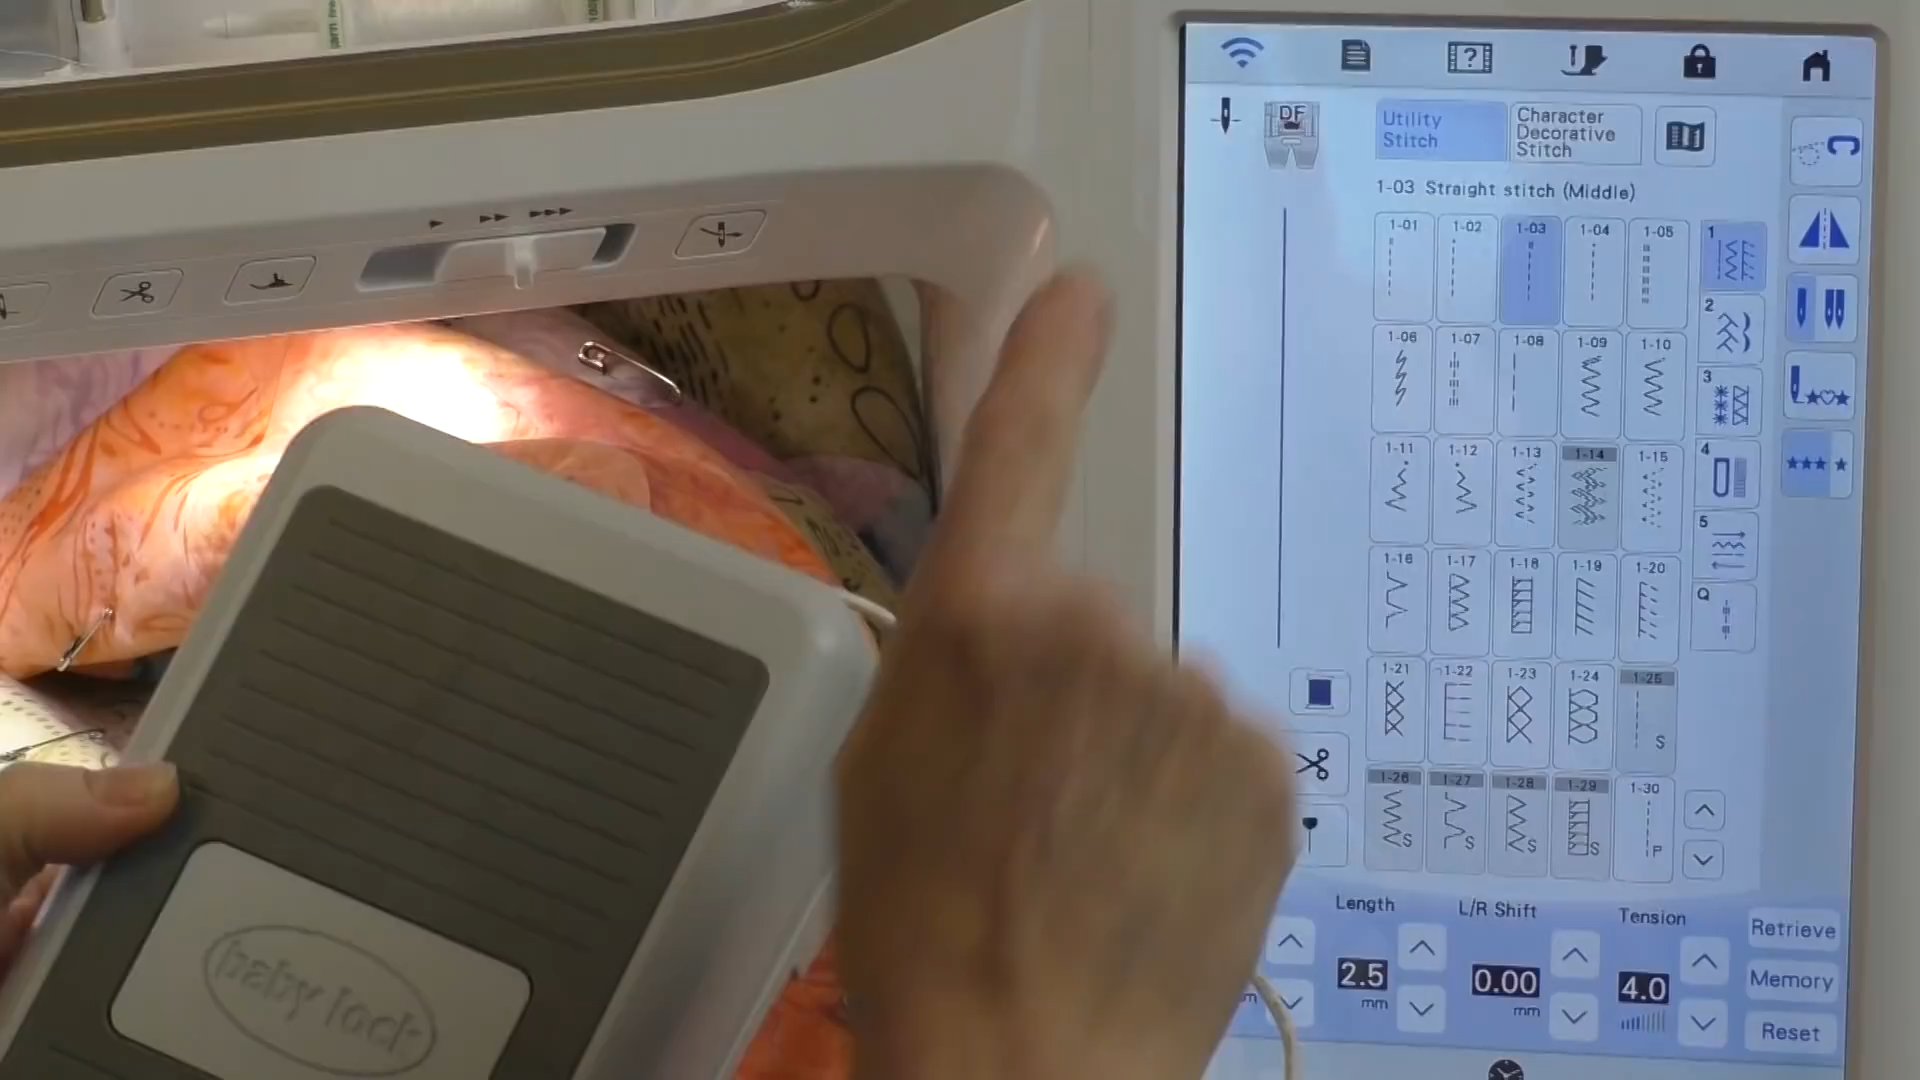 DF
Utility
Stitch
Character
Decorative
Stitch
1-03 Straight stitch (Middle)
1-01 1-02 1-03 1-04 1-05
1
1-06 1-07 1-08 1-09 1-10
2
3
1-11 1-12 1-13 1-14 1-15
4
1-16 1-17 1-18 1-19 1-20
5
Q
1-21 1-22 1-23 1-24 1-25
S
1-26 1-27 1-28 1-29 1-30
S S S S P
Length L/R Shift Tension
2.5 0.00 4.0
mm mm
Retrieve
Memory
Reset
baby lock